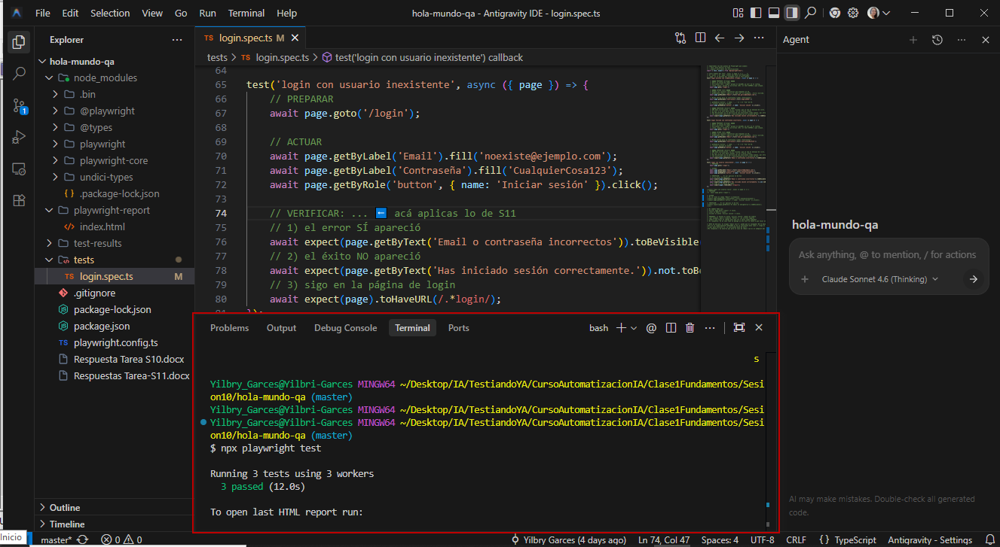 File Edit Selection View Go Run Terminal Help
hola-mundo-qa - Antigravity IDE - login.spec.ts
Explorer
hola-mundo-qa
node_modules
.bin
@playwright
@types
playwright
playwright-core
undici-types
.package-lock.json
playwright-report
index.html
test-results
tests
TS login.spec.ts M
.gitignore
package-lock.json
package.json
TS playwright.config.ts
Respuesta Tarea S10.docx
Respuestas Tarea-S11.docx
Outline
Timeline
1
TS login.spec.ts M
tests > TS login.spec.ts > test('login con usuario inexistente') callback
64
65 test('login con usuario inexistente', async ({ page }) => {
66 // PREPARAR
67 await page.goto('/login');
68
69 // ACTUAR
70 await page.getByLabel('Email').fill('noexiste@ejemplo.com');
71 await page.getByLabel('Contraseña').fill('CualquierCosa123');
72 await page.getByRole('button', { name: 'Iniciar sesión' }).click();
73
74 // VERIFICAR: ... ⬅ acá aplicas lo de S11
75 // 1) el error SÍ apareció
76 await expect(page.getByText('Email o contraseña incorrectos')).toBeVisible
77 // 2) el éxito NO apareció
78 await expect(page.getByText('Has iniciado sesión correctamente.')).not.toBe
79 // 3) sigo en la página de login
80 await expect(page).toHaveURL(/.*login/);
81 });
Problems Output Debug Console Terminal Ports
bash
s
Yilbry_Garces@Yilbri-Garces MINGW64 ~/Desktop/IA/TestiandoYA/CursoAutomatizacionIA/Clase1Fundamentos/Sesi
on10/hola-mundo-qa (master)
Yilbry_Garces@Yilbri-Garces MINGW64 ~/Desktop/IA/TestiandoYA/CursoAutomatizacionIA/Clase1Fundamentos/Sesi
Yilbry_Garces@Yilbri-Garces MINGW64 ~/Desktop/IA/TestiandoYA/CursoAutomatizacionIA/Clase1Fundamentos/Sesi
on10/hola-mundo-qa (master)
$ npx playwright test
Running 3 tests using 3 workers
3 passed (12.0s)
To open last HTML report run:
Agent
hola-mundo-qa
Ask anything, @ to mention, / for actions
Claude Sonnet 4.6 (Thinking)
AI may make mistakes. Double-check all generated
code.
Inicio
master* 0 0
Yilbry Garces (4 days ago) Ln 74, Col 47 Spaces: 4 UTF-8 CRLF {} TypeScript Antigravity - Settings